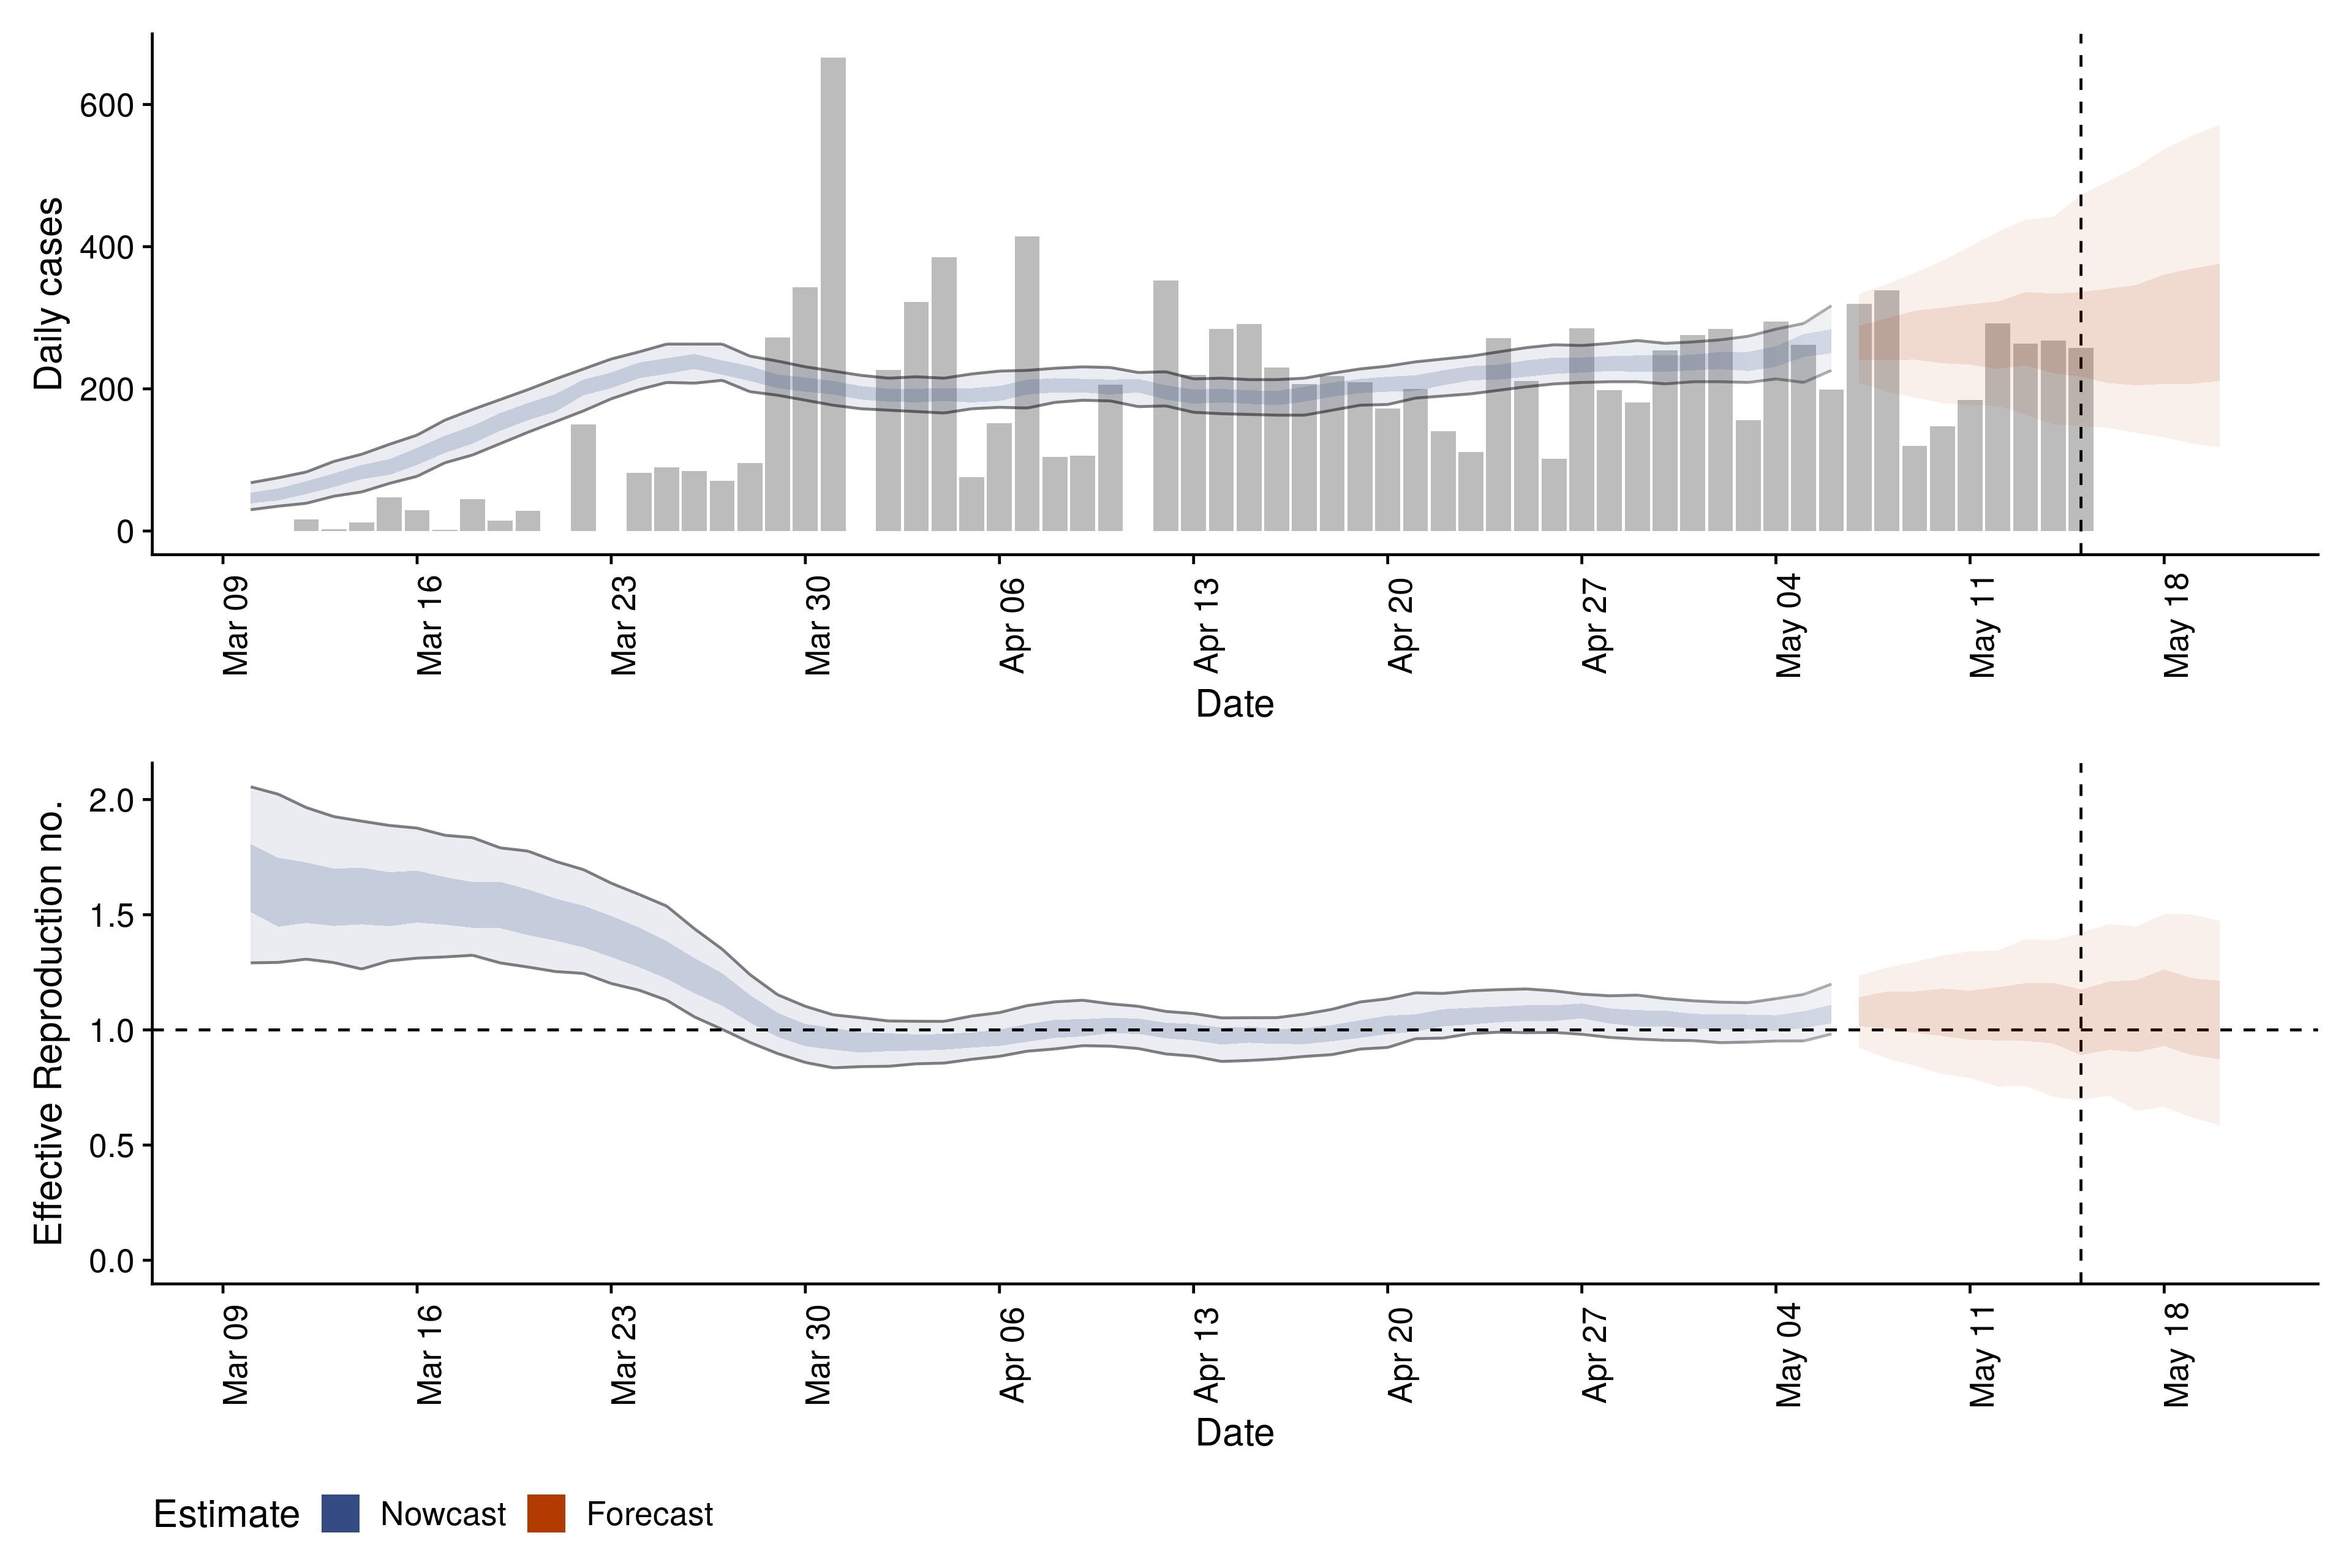 Daily cases
600
400
200
0
Mar 09 Mar 16 Mar 23 Mar 30 Apr 06 Apr 13 Apr 20 Apr 27 May 04 May 11 May 18
Date
Effective Reproduction no.
2.0
1.5
1.0
0.5
0.0
Mar 09 Mar 16 Mar 23 Mar 30 Apr 06 Apr 13 Apr 20 Apr 27 May 04 May 11 May 18
Date
Estimate Nowcast Forecast